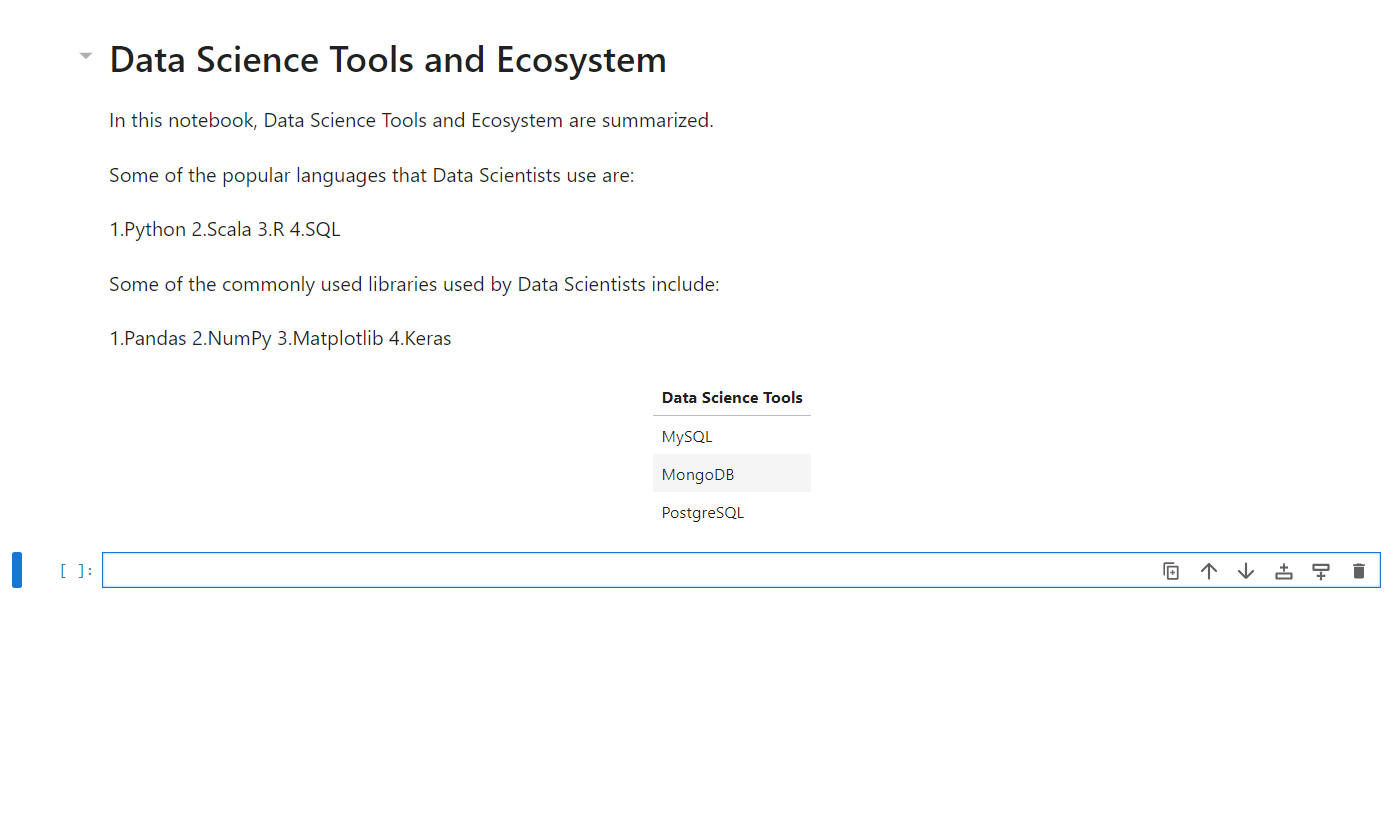 Data Science Tools and Ecosystem
In this notebook, Data Science Tools and Ecosystem are summarized.
Some of the popular languages that Data Scientists use are:
1.Python 2.Scala 3.R 4.SQL
Some of the commonly used libraries used by Data Scientists include:
1.Pandas 2.NumPy 3.Matplotlib 4.Keras
Data Science Tools
MySQL
MongoDB
PostgreSQL
[ ]: